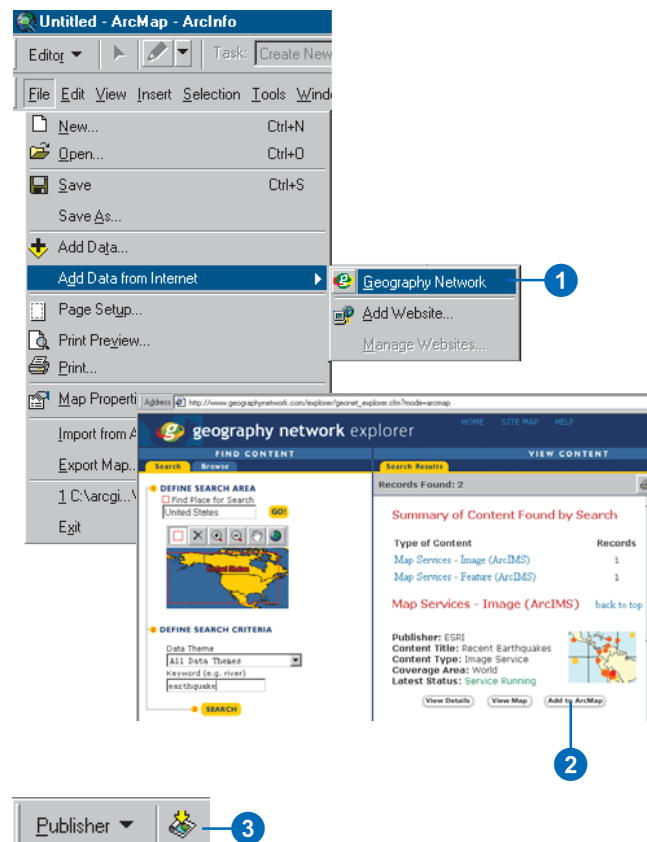 Untitled - ArcMap - ArcInfo
Editor Task: Create New
File Edit View Insert Selection Tools Wind
New... Ctrl+N
Open... Ctrl+O
Save Ctrl+S
Save As...
Add Data...
Add Data from Internet
Geography Network
1
Add Website...
Manage Websites...
Page Setup...
Print Preview...
Print...
Map Properti
Import from A
Export Map..
1 C:\arcgi...\
Exit
Address http://www.geographynetwork.com/explorer/geonet_explorer.cfm?mode=arcmap
geography network explorer
HOME SITE MAP HELP
FIND CONTENT
VIEW CONTENT
Search Browse
Search Results
DEFINE SEARCH AREA
Find Place for Search
United States GO!
United States
DEFINE SEARCH CRITERIA
Data Theme
All Data Themes
Keyword (e.g. river)
earthquake
SEARCH
Records Found: 2
Summary of Content Found by Search
Type of Content Records
Map Services - Image (ArcIMS) 1
Map Services - Feature (ArcIMS) 1
Map Services - Image (ArcIMS) back to top
Publisher: ESRI
Content Title: Recent Earthquakes
Content Type: Image Service
Coverage Area: World
Latest Status: Service Running
View Details View Map Add to ArcMap
2
Publisher
3